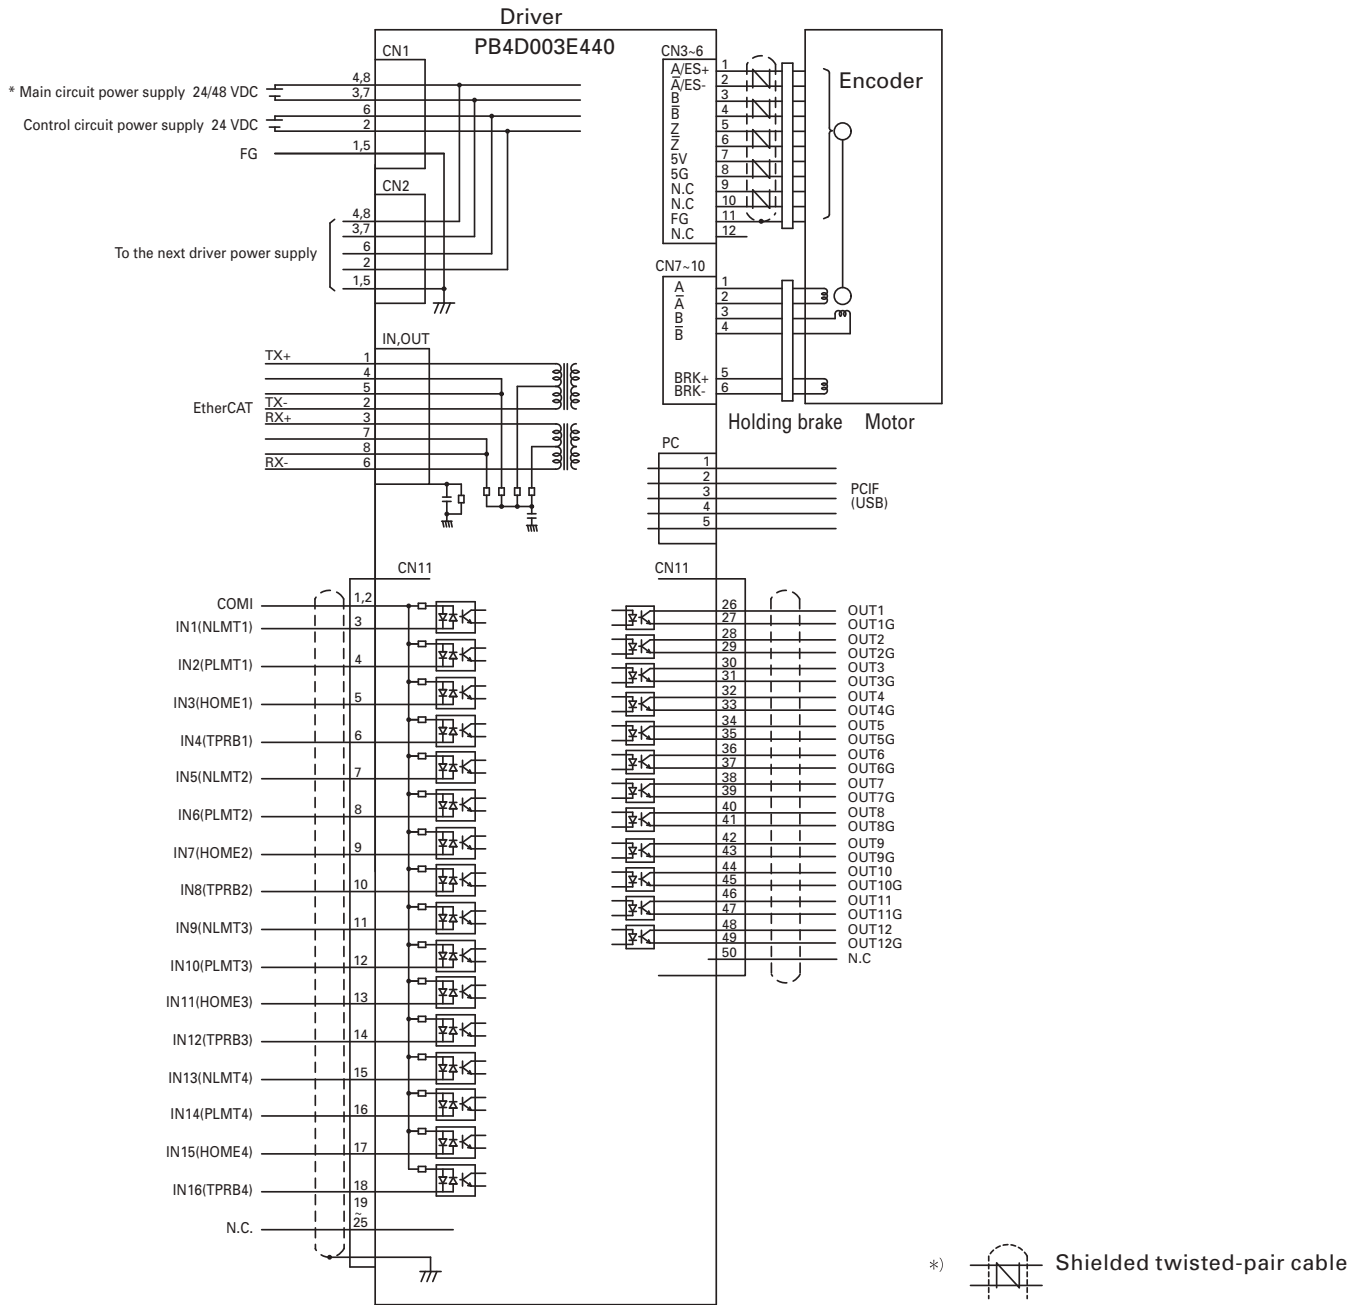 Driver
PB4D003E440
CN1
* Main circuit power supply 24/48 VDC
4,8
3,7
Control circuit power supply 24 VDC
6
2
FG
1,5
CN2
To the next driver power supply
4,8
3,7
6
2
1,5
IN,OUT
EtherCAT
TX+ 1
4
5
TX- 2
RX+ 3
7
8
RX- 6
CN3~6
A/ES+ 1
A̅/ES- 2
B 3
B̅ 4
Z 5
Z̅ 6
5V 7
5G 8
N.C 9
N.C 10
FG 11
N.C 12
Encoder
CN7~10
A 1
A̅ 2
B 3
B̅ 4
BRK+ 5
BRK- 6
Holding brake Motor
PC
1
2
3
4
5
PCIF
(USB)
CN11
COMI 1,2
IN1(NLMT1) 3
IN2(PLMT1) 4
IN3(HOME1) 5
IN4(TPRB1) 6
IN5(NLMT2) 7
IN6(PLMT2) 8
IN7(HOME2) 9
IN8(TPRB2) 10
IN9(NLMT3) 11
IN10(PLMT3) 12
IN11(HOME3) 13
IN12(TPRB3) 14
IN13(NLMT4) 15
IN14(PLMT4) 16
IN15(HOME4) 17
IN16(TPRB4) 18
19
~
N.C. 25
CN11
26 OUT1
27 OUT1G
28 OUT2
29 OUT2G
30 OUT3
31 OUT3G
32 OUT4
33 OUT4G
34 OUT5
35 OUT5G
36 OUT6
37 OUT6G
38 OUT7
39 OUT7G
40 OUT8
41 OUT8G
42 OUT9
43 OUT9G
44 OUT10
45 OUT10G
46 OUT11
47 OUT11G
48 OUT12
49 OUT12G
50 N.C
*) Shielded twisted-pair cable